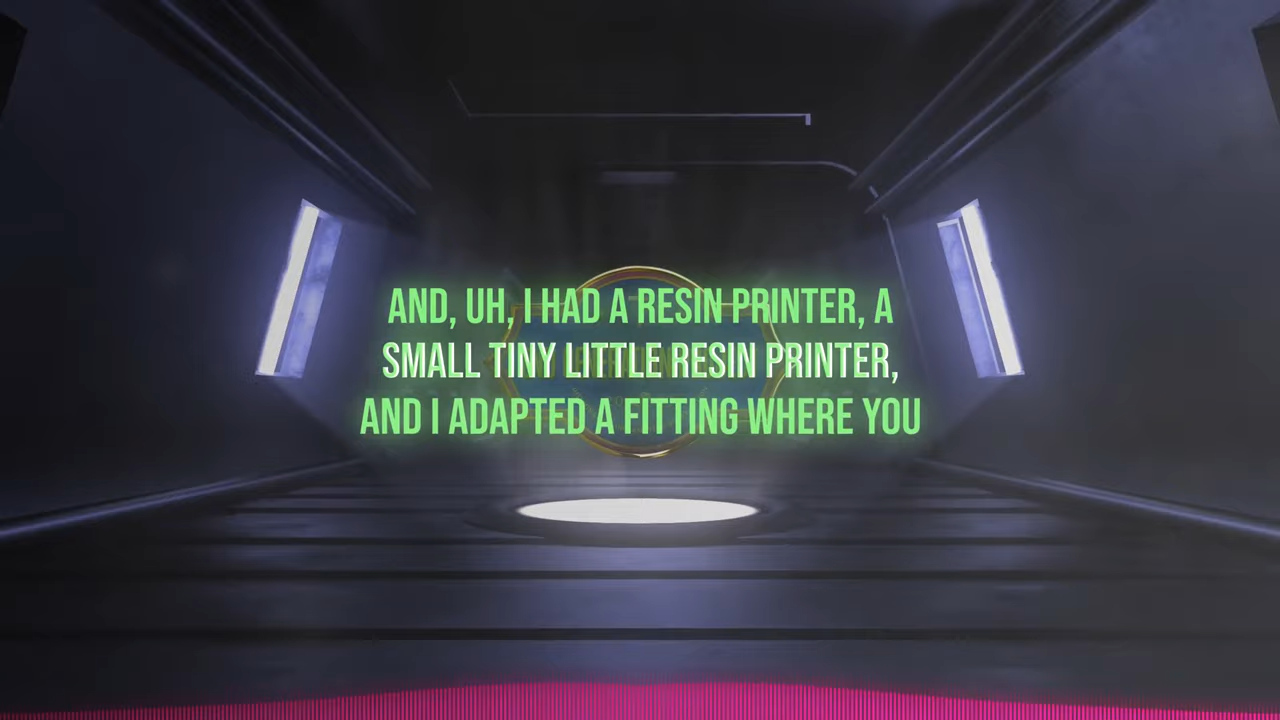 AND, UH, I HAD A RESIN PRINTER, A
SMALL TINY LITTLE RESIN PRINTER,
AND I ADAPTED A FITTING WHERE YOU